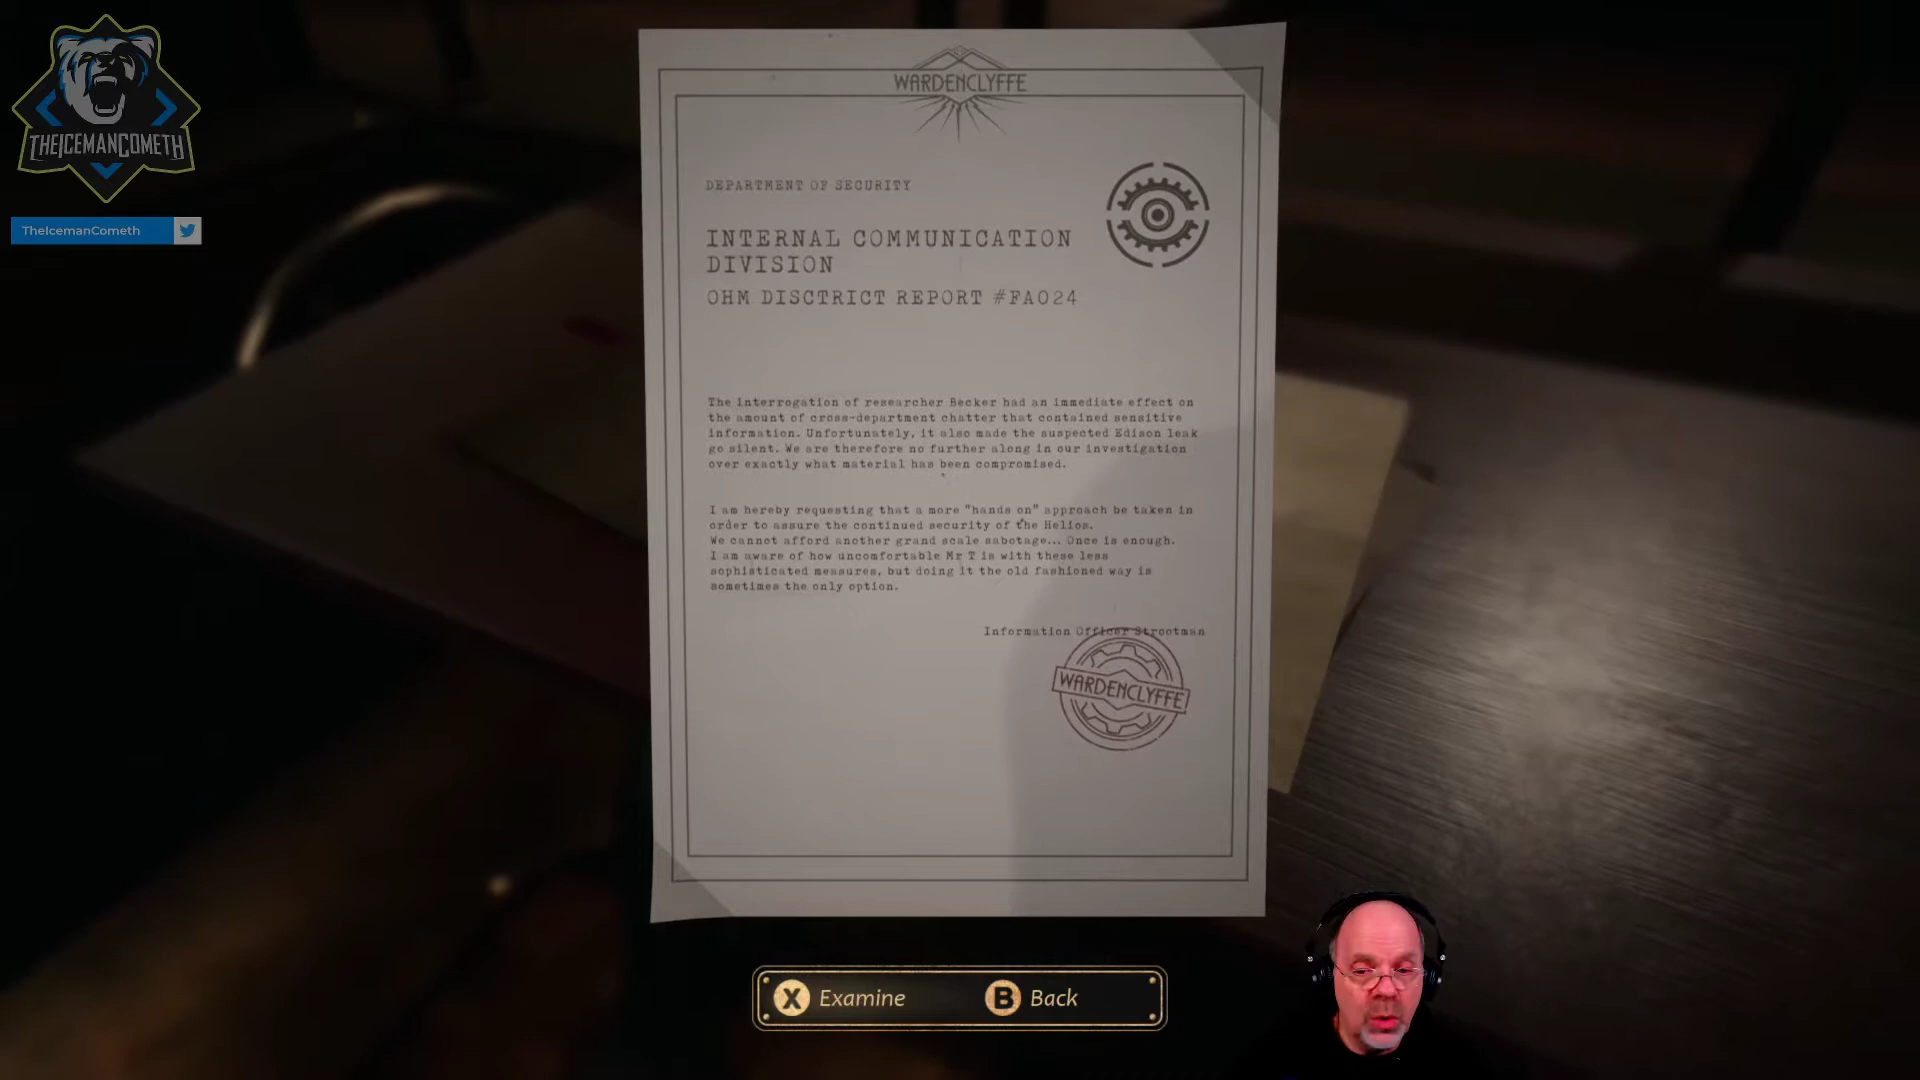 THEICEMANCOMETH
TheIcemanCometh
WARDENCLYFFE
DEPARTMENT OF SECURITY
INTERNAL COMMUNICATION
DIVISION
OHM DISCTRICT REPORT #FA024
The interrogation of researcher Becker had an immediate effect on
the amount of cross-department chatter that contained sensitive
information. Unfortunately, it also made the suspected Edison leak
go silent. We are therefore no further along in our investigation
over exactly what material has been compromised.
I am hereby requesting that a more "hands on" approach be taken in
order to assure the continued security of the Helios.
We cannot afford another grand scale sabotage... Once is enough.
I am aware of how uncomfortable Mr T is with these less
sophisticated measures, but doing it the old fashioned way is
sometimes the only option.
Information Officer Strootman
WARDENCLYFFE
X Examine B Back